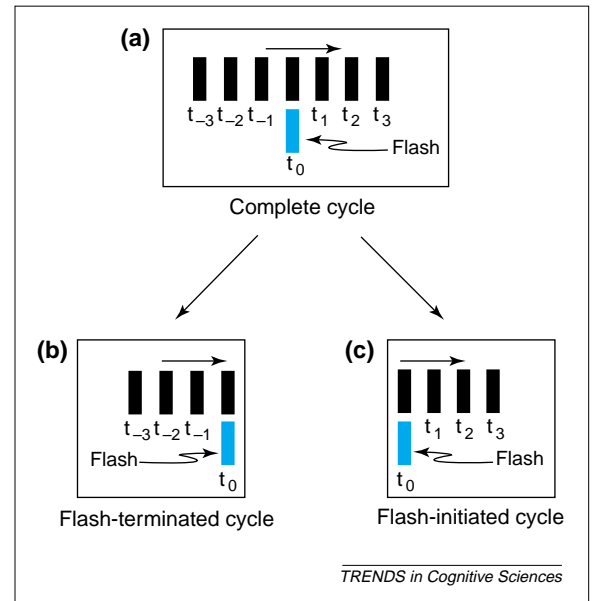 (a)
t–3 t–2 t–1 t1 t2 t3
Flash
t0
Complete cycle
(b)
t–3 t–2 t–1
Flash
t0
Flash-terminated cycle
(c)
t1 t2 t3
Flash
t0
Flash-initiated cycle
TRENDS in Cognitive Sciences